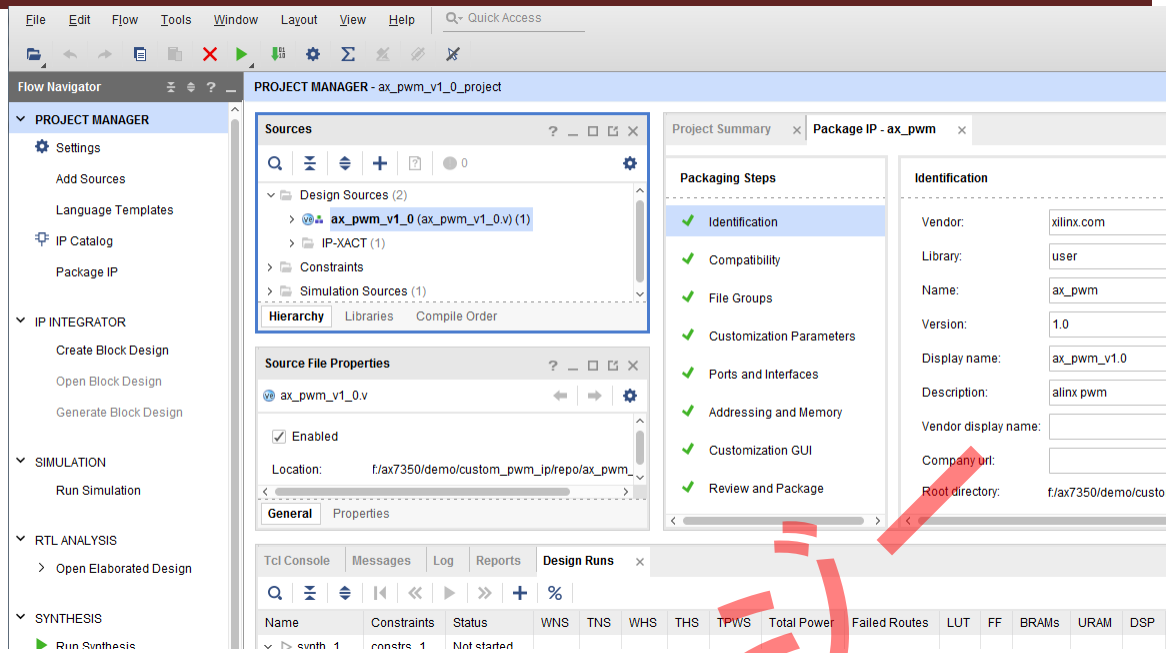 File Edit Flow Tools Window Layout View Help Quick Access
Flow Navigator
PROJECT MANAGER
Settings
Add Sources
Language Templates
IP Catalog
Package IP
IP INTEGRATOR
Create Block Design
Open Block Design
Generate Block Design
SIMULATION
Run Simulation
RTL ANALYSIS
Open Elaborated Design
SYNTHESIS
Run Synthesis
PROJECT MANAGER - ax_pwm_v1_0_project
Sources
0
Design Sources (2)
ax_pwm_v1_0 (ax_pwm_v1_0.v) (1)
IP-XACT (1)
Constraints
Simulation Sources (1)
Hierarchy Libraries Compile Order
Source File Properties
ax_pwm_v1_0.v
Enabled
Location: f:/ax7350/demo/custom_pwm_ip/repo/ax_pwm_
General Properties
Project Summary Package IP - ax_pwm
Packaging Steps
Identification
Compatibility
File Groups
Customization Parameters
Ports and Interfaces
Addressing and Memory
Customization GUI
Review and Package
Identification
Vendor: xilinx.com
Library: user
Name: ax_pwm
Version: 1.0
Display name: ax_pwm_v1.0
Description: alinx pwm
Vendor display name:
Company url:
Root directory: f:/ax7350/demo/custo
Tcl Console Messages Log Reports Design Runs
Name Constraints Status WNS TNS WHS THS TPWS Total Power Failed Routes LUT FF BRAMs URAM DSP
synth_1 constrs_1 Not started